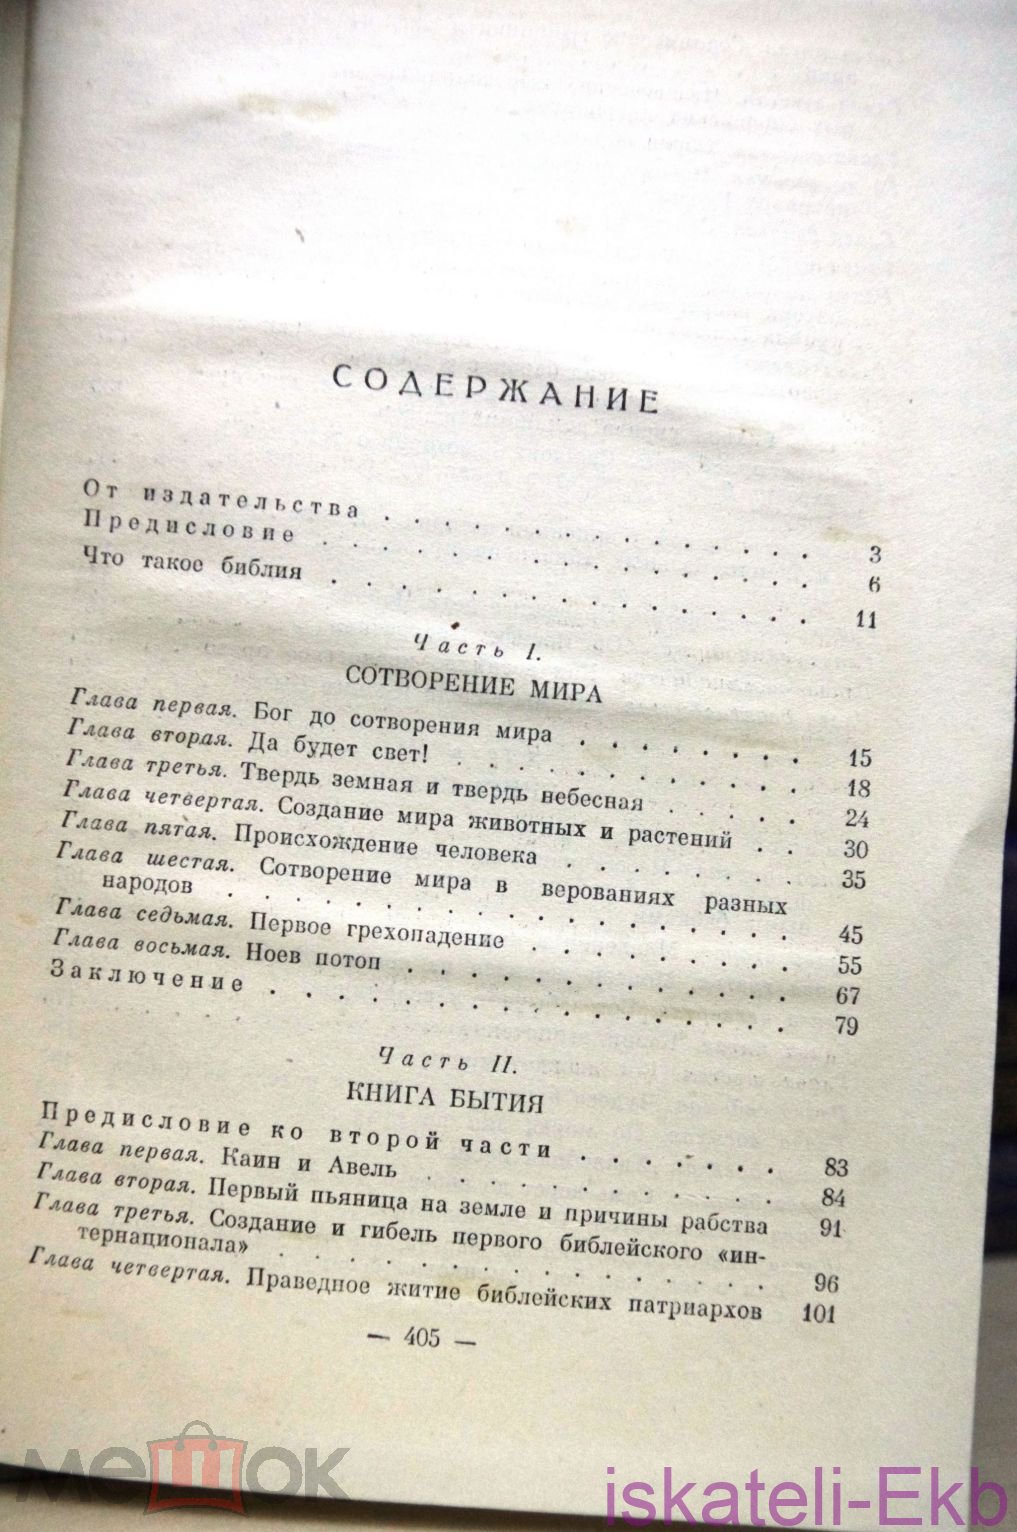 СОДЕРЖАНИЕ
От издательства . . . . . . . . . . . . . . . 3
Предисловие . . . . . . . . . . . . . . . . . 6
Что такое библия . . . . . . . . . . . . . . . 11
Часть I.
СОТВОРЕНИЕ МИРА
Глава первая. Бог до сотворения мира . . . . . . . . 15
Глава вторая. Да будет свет! . . . . . . . . . . . . 18
Глава третья. Твердь земная и твердь небесная . . . . . 24
Глава четвертая. Создание мира животных и растений . . 30
Глава пятая. Происхождение человека . . . . . . . . 35
Глава шестая. Сотворение мира в верованиях разных
народов . . . . . . . . . . . . . . . . . . 45
Глава седьмая. Первое грехопадение . . . . . . . . . 55
Глава восьмая. Ноев потоп . . . . . . . . . . . . . 67
Заключение . . . . . . . . . . . . . . . . . 79
Часть II.
КНИГА БЫТИЯ
Предисловие ко второй части . . . . . . . 83
Глава первая. Каин и Авель . . . . . . . . . . . . 84
Глава вторая. Первый пьяница на земле и причины рабства 91
Глава третья. Создание и гибель первого библейского «ин-
тернационала» . . . . . . . . . . . . . . . 96
Глава четвертая. Праведное житие библейских патриархов 101
— 405 —
мешок
iskateli-Ekb